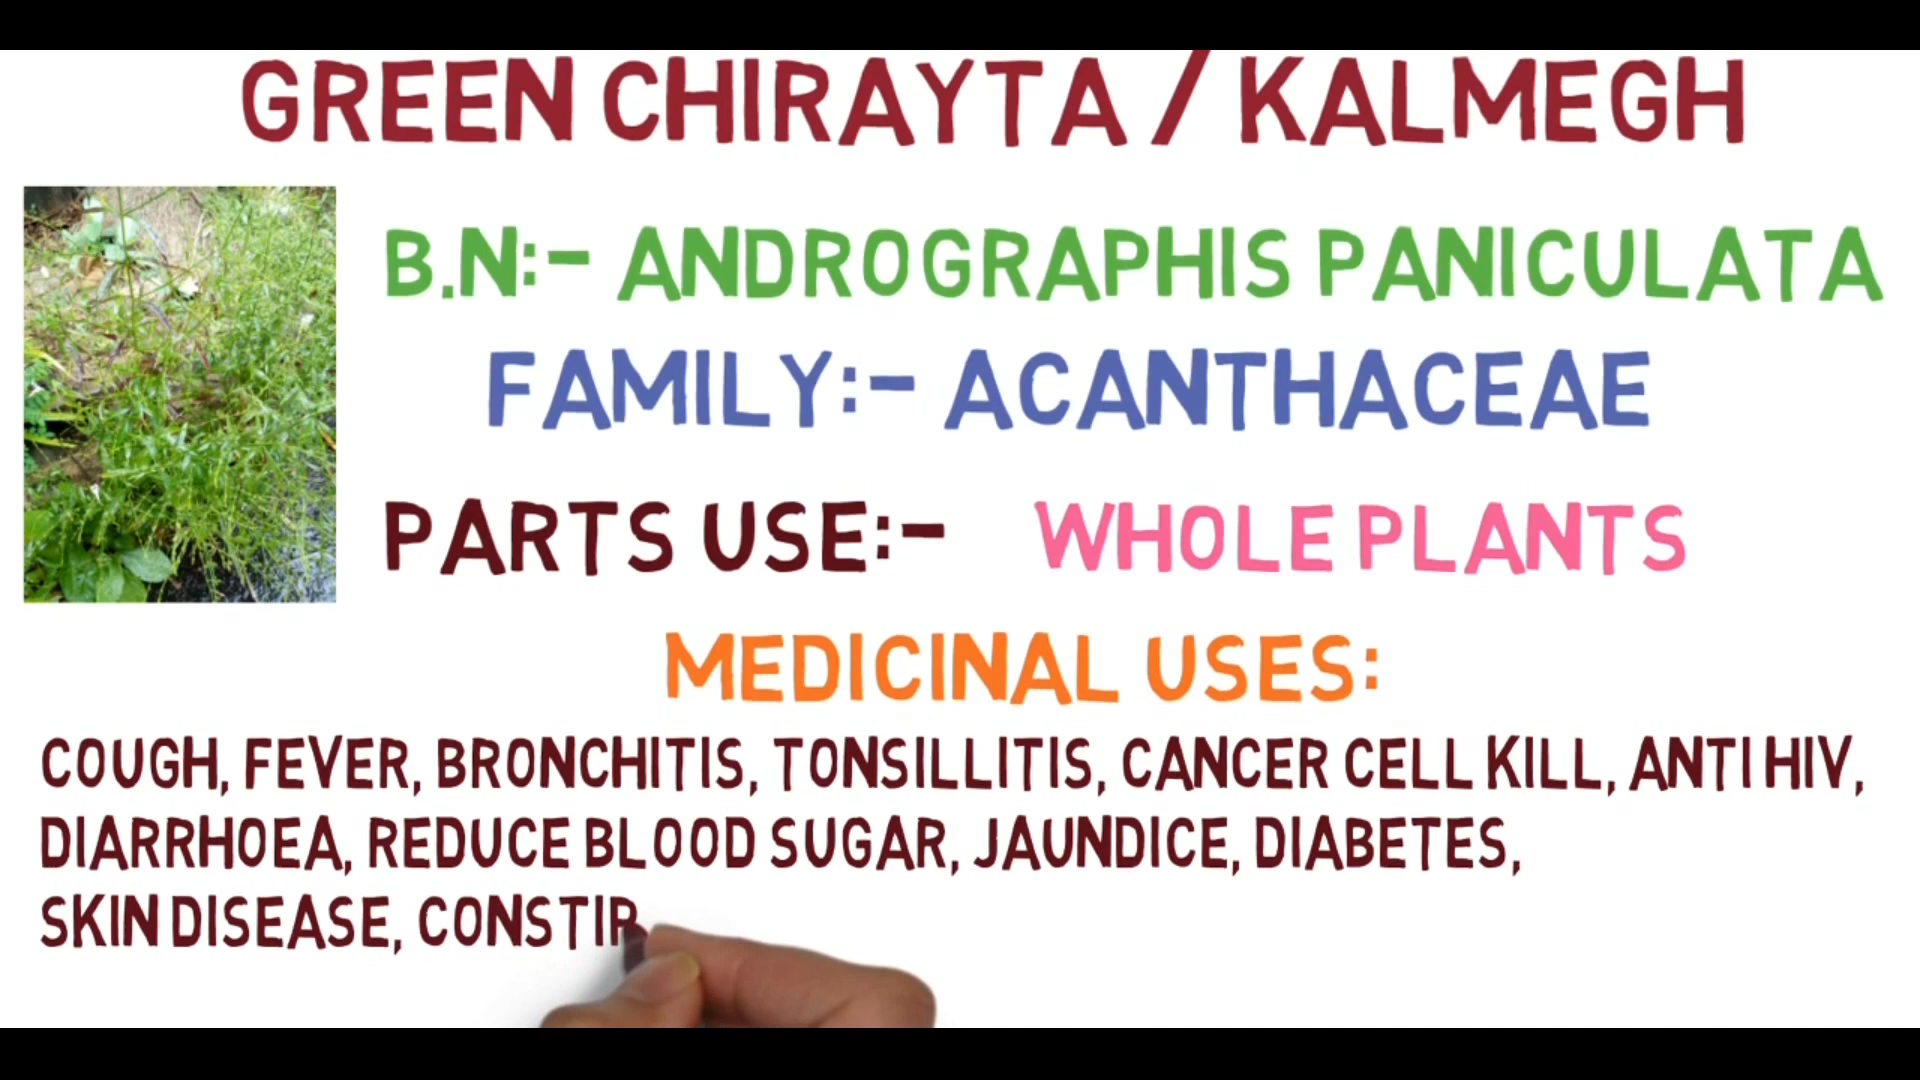 GREEN CHIRAYTA / KALMEGH
B.N:- ANDROGRAPHIS PANICULATA
FAMILY:- ACANTHACEAE
PARTS USE:- WHOLE PLANTS
MEDICINAL USES:
COUGH, FEVER, BRONCHITIS, TONSILLITIS, CANCER CELL KILL, ANTI HIV,
DIARRHOEA, REDUCE BLOOD SUGAR, JAUNDICE, DIABETES,
SKIN DISEASE, CONSTIP